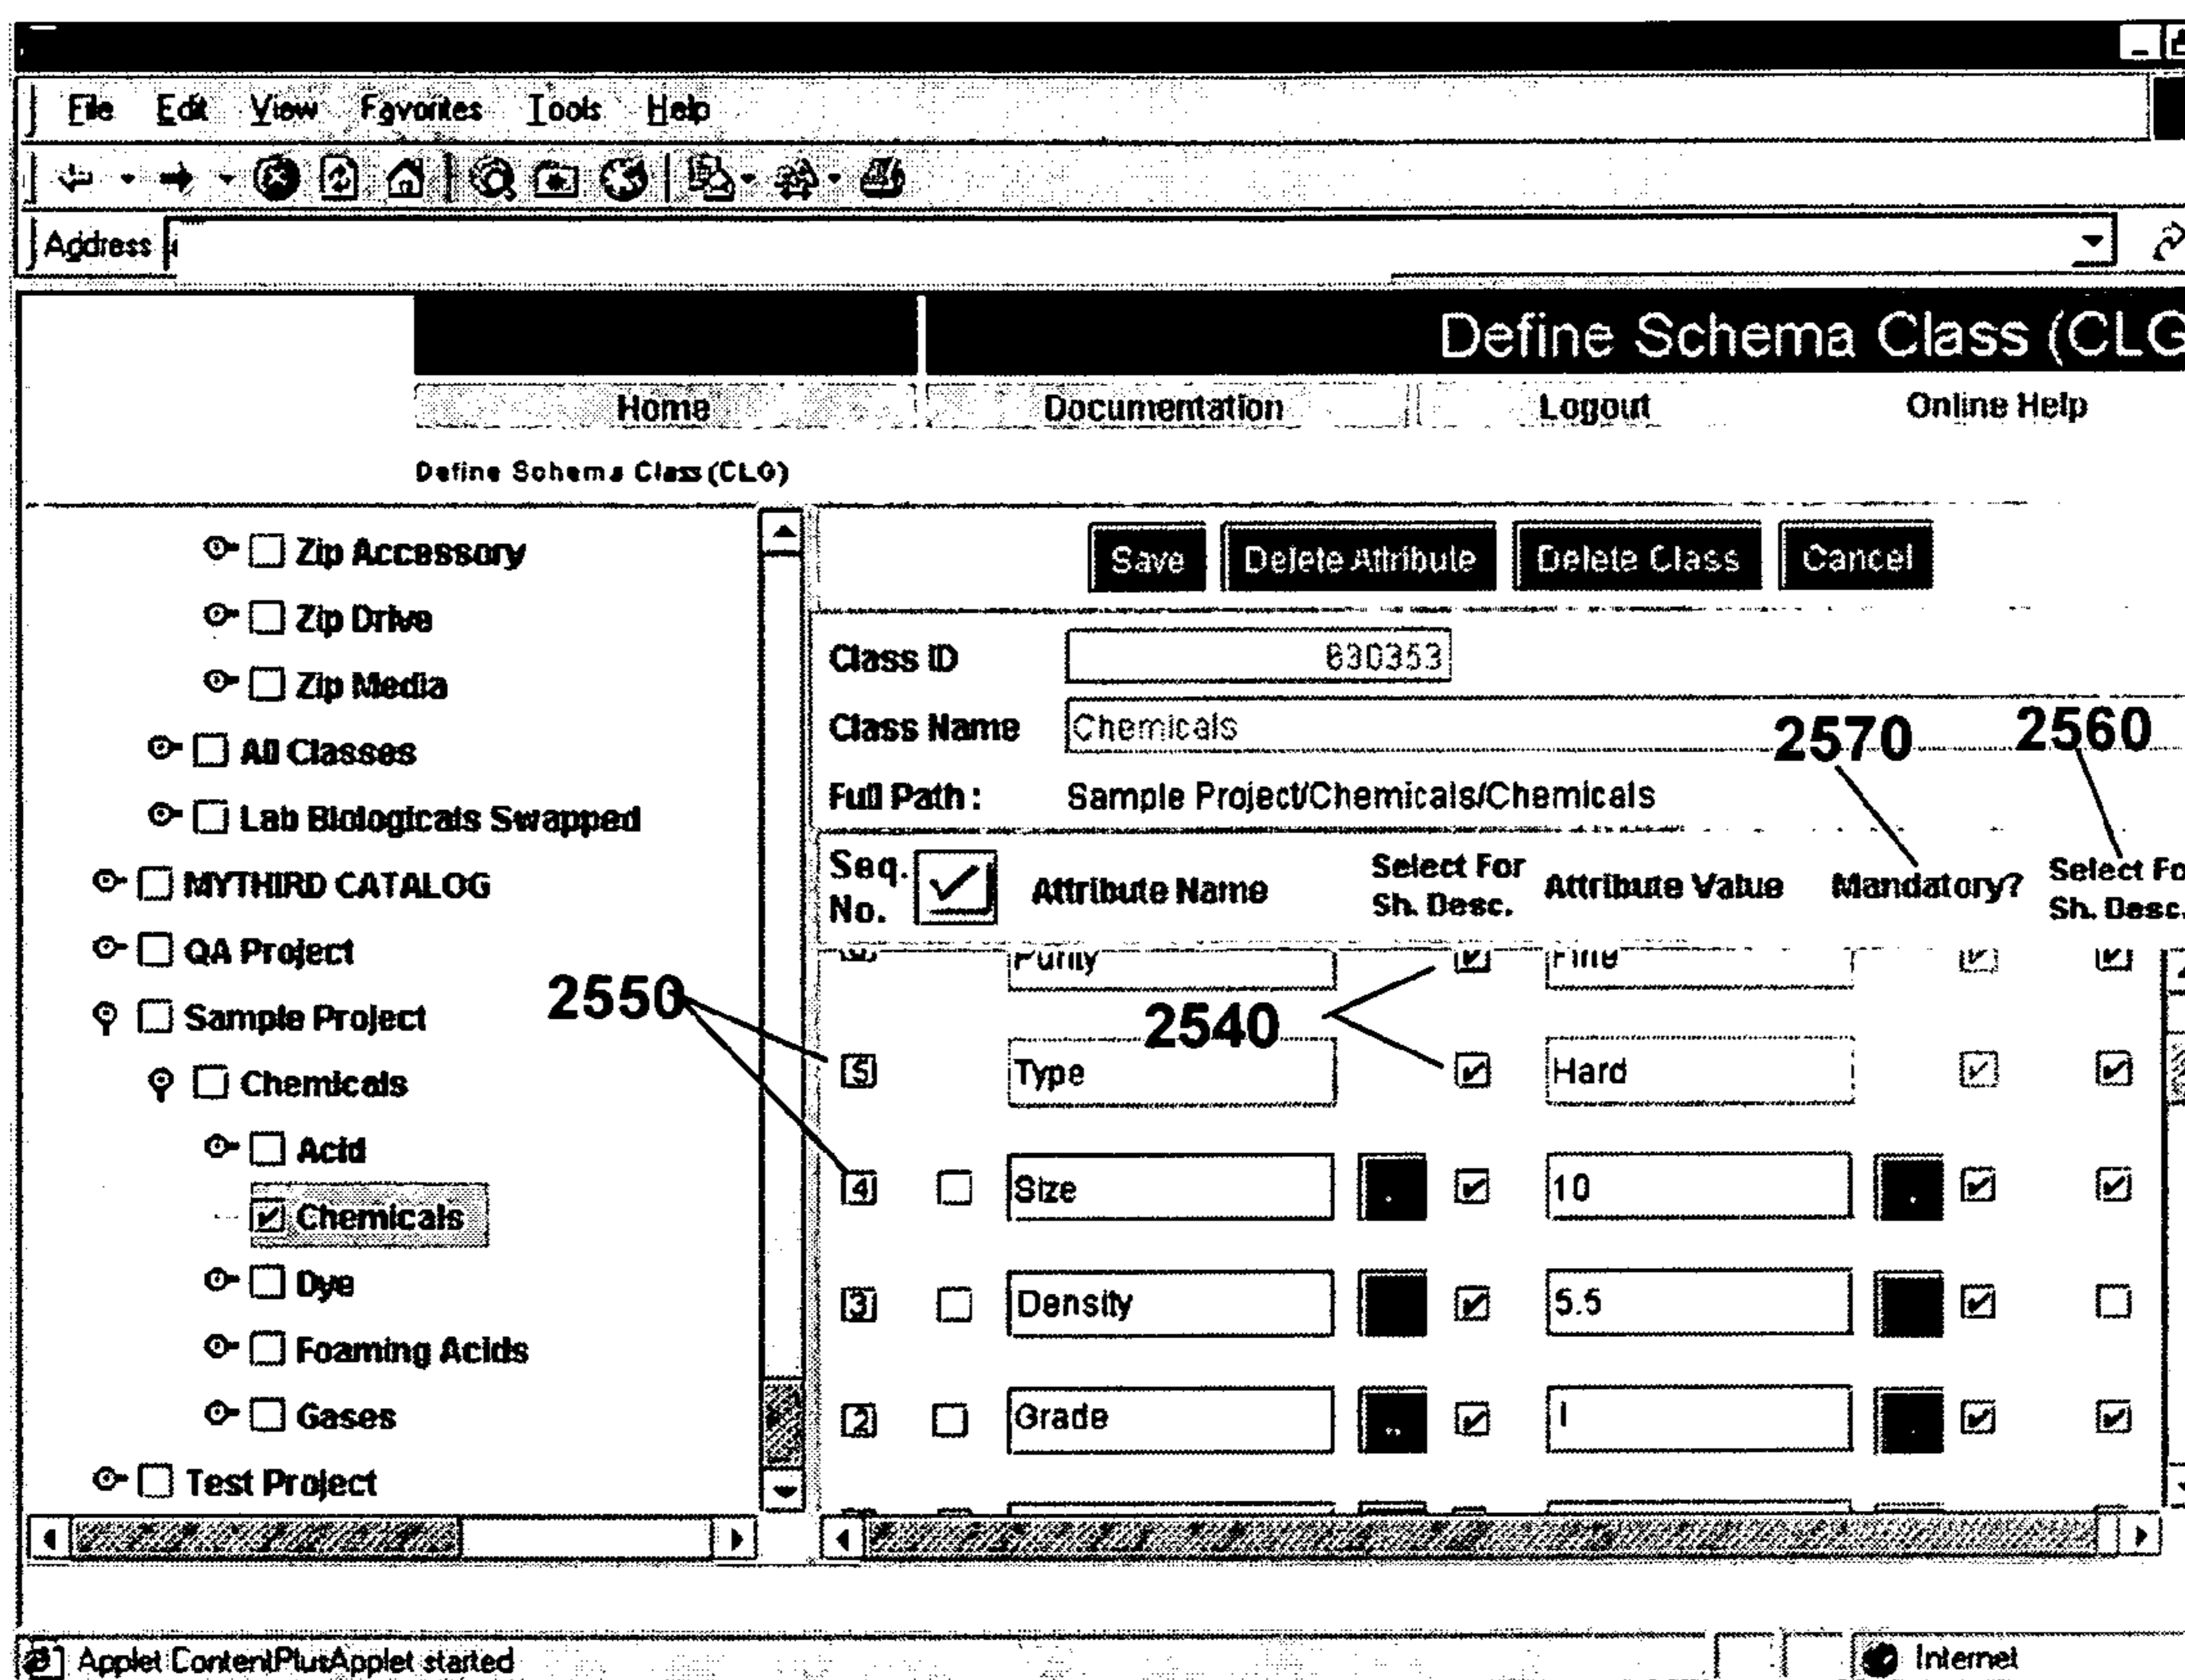 File Edit View Favorites Tools Help
Address
Define Schema Class (CLG
Home Documentation Logout Online Help
Define Schema Class (CLG)
Zip Accessory
Zip Drive
Zip Media
All Classes
Lab Biologicals Swapped
MYTHIRD CATALOG
QA Project
Sample Project
Chemicals
Acid
Chemicals
Dye
Foaming Acids
Gases
Test Project
Save Delete Attribute Delete Class Cancel
Class ID 630353
Class Name Chemicals
2570 2560
Full Path : Sample Project/Chemicals/Chemicals
Seq. No. Attribute Name Select For Sh. Desc. Attribute Value Mandatory? Select Fo Sh. Desc.
Purity Fine
2550 2540
5 Type Hard
4 Size 10
3 Density 5.5
2 Grade I
Applet ContentPlusApplet started Internet